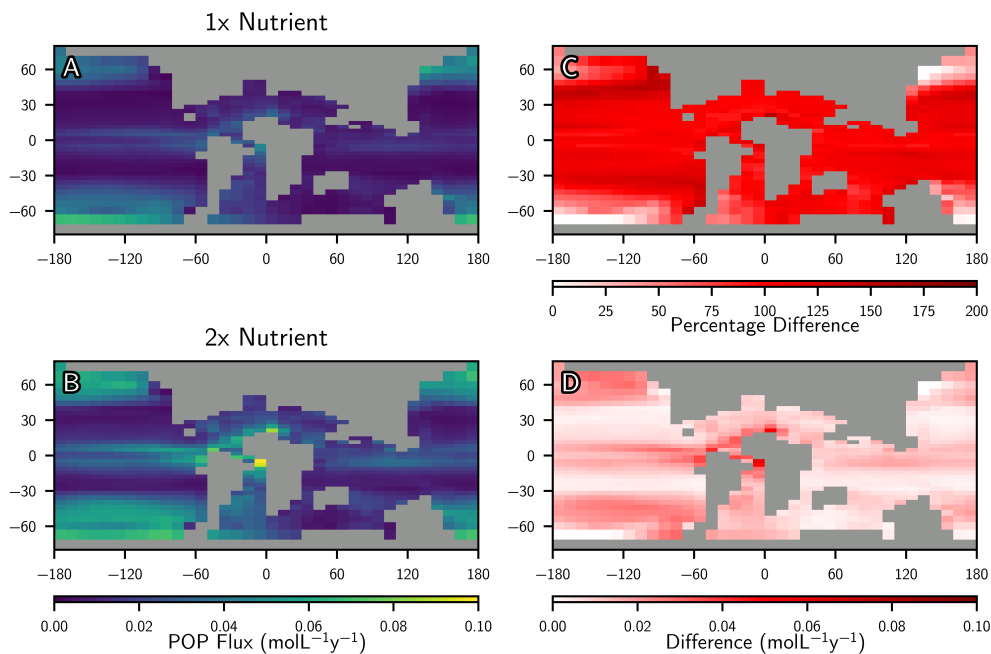 1x Nutrient
A
60
30
0
−30
−60
−180 −120 −60 0 60 120 180
C
60
30
0
−30
−60
−180 −120 −60 0 60 120 180
0 25 50 75 100 125 150 175 200
Percentage Difference
2x Nutrient
B
60
30
0
−30
−60
−180 −120 −60 0 60 120 180
0.00 0.02 0.04 0.06 0.08 0.10
POP Flux (molL⁻¹y⁻¹)
D
60
30
0
−30
−60
−180 −120 −60 0 60 120 180
0.00 0.02 0.04 0.06 0.08 0.10
Difference (molL⁻¹y⁻¹)